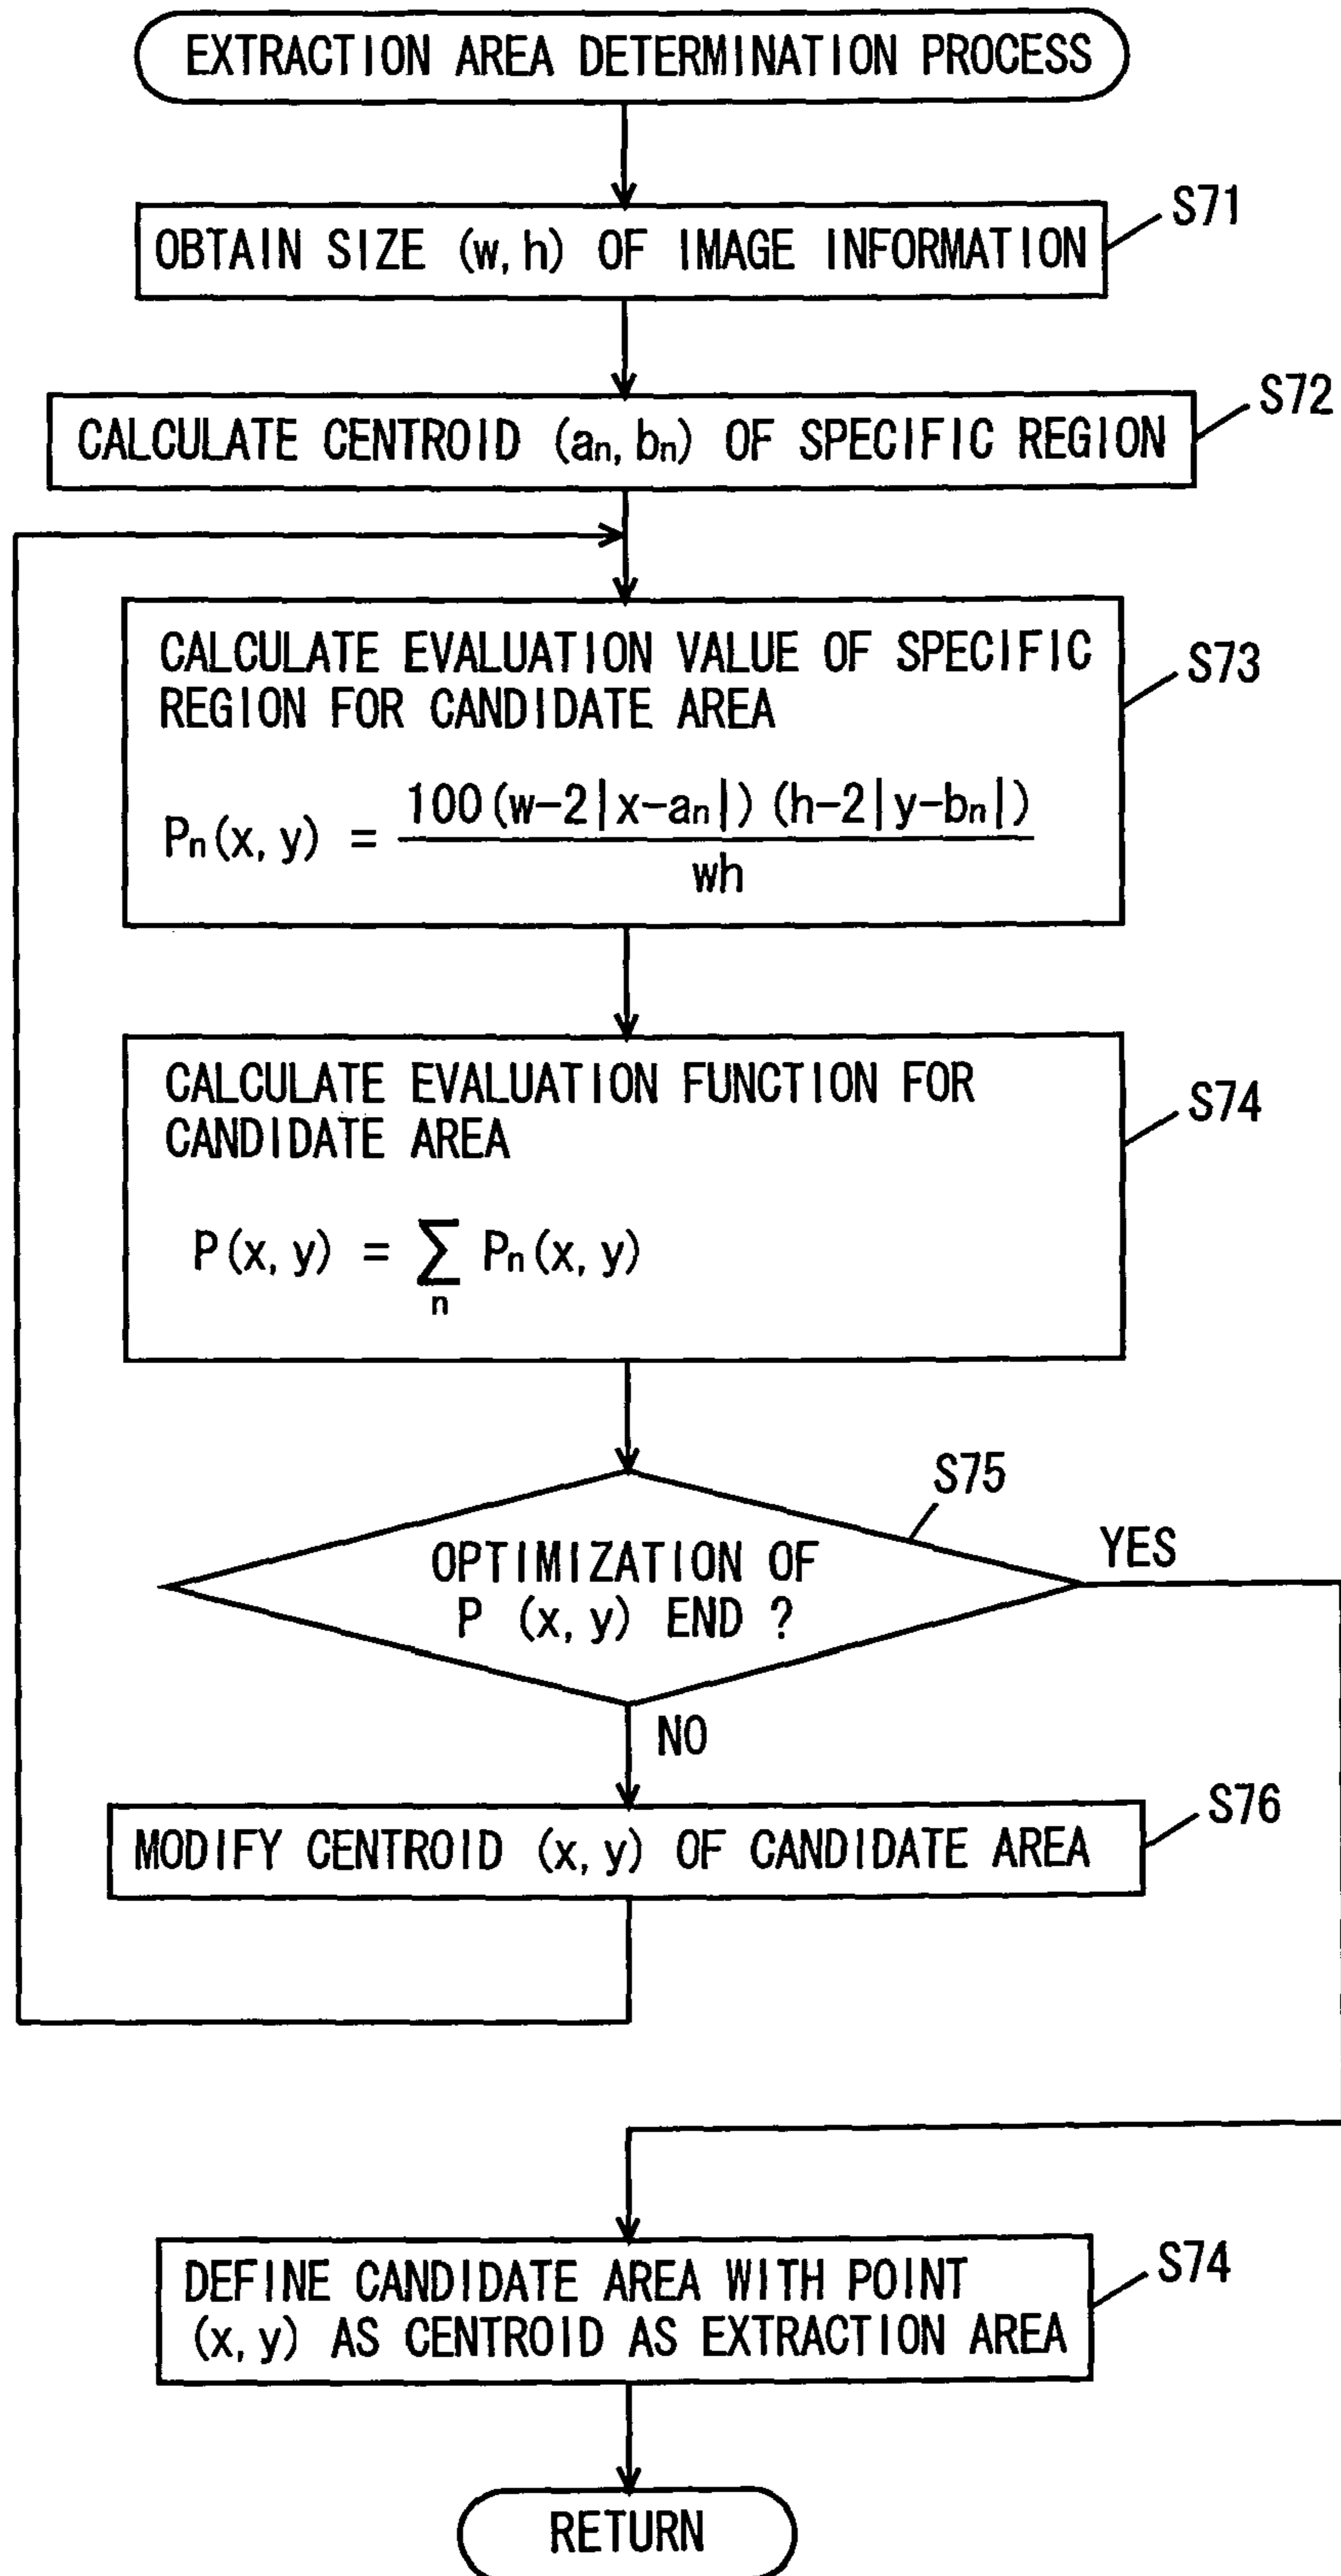 EXTRACTION AREA DETERMINATION PROCESS
S71
OBTAIN SIZE (w, h) OF IMAGE INFORMATION
S72
CALCULATE CENTROID (an, bn) OF SPECIFIC REGION
S73
CALCULATE EVALUATION VALUE OF SPECIFIC
REGION FOR CANDIDATE AREA
Pn(x, y) = 100(w-2|x-an|)(h-2|y-bn|)
wh
S74
CALCULATE EVALUATION FUNCTION FOR
CANDIDATE AREA
P(x, y) = ∑ Pn(x, y)
n
S75
OPTIMIZATION OF
P (x, y) END ?
YES
NO
S76
MODIFY CENTROID (x, y) OF CANDIDATE AREA
S74
DEFINE CANDIDATE AREA WITH POINT
(x, y) AS CENTROID AS EXTRACTION AREA
RETURN